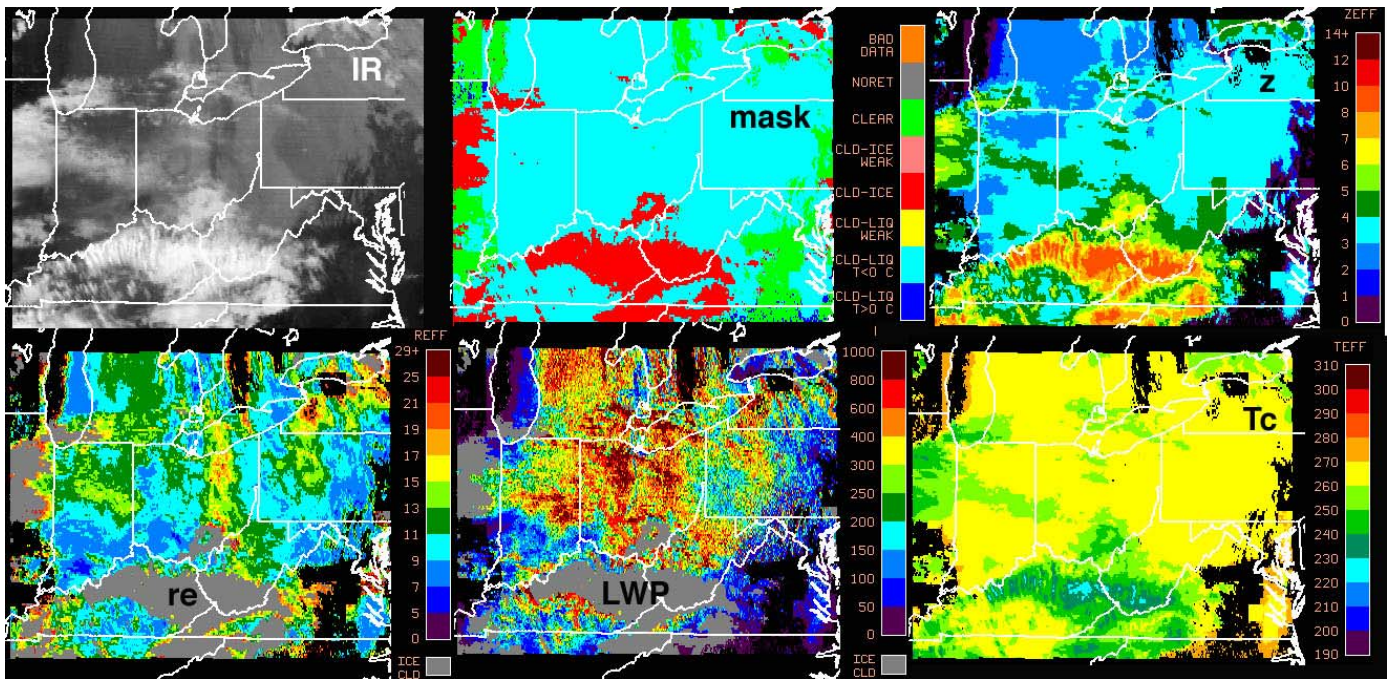 IR
mask
BAD
DATA
NORET
CLEAR
CLD-ICE
WEAK
CLD-ICE
CLD-LIQ
WEAK
CLD-LIQ
T<0 C
CLD-LIQ
T>0 C
z
ZEFF
14+
12
10
8
7
6
5
4
3
2
1
0
re
REFF
29+
25
21
19
17
15
13
11
9
7
5
0
ICE
CLD
LWP
1000
800
600
400
300
200
150
100
50
0
ICE
CLD
Tc
TEFF
310
300
290
280
270
260
250
240
230
220
210
200
190